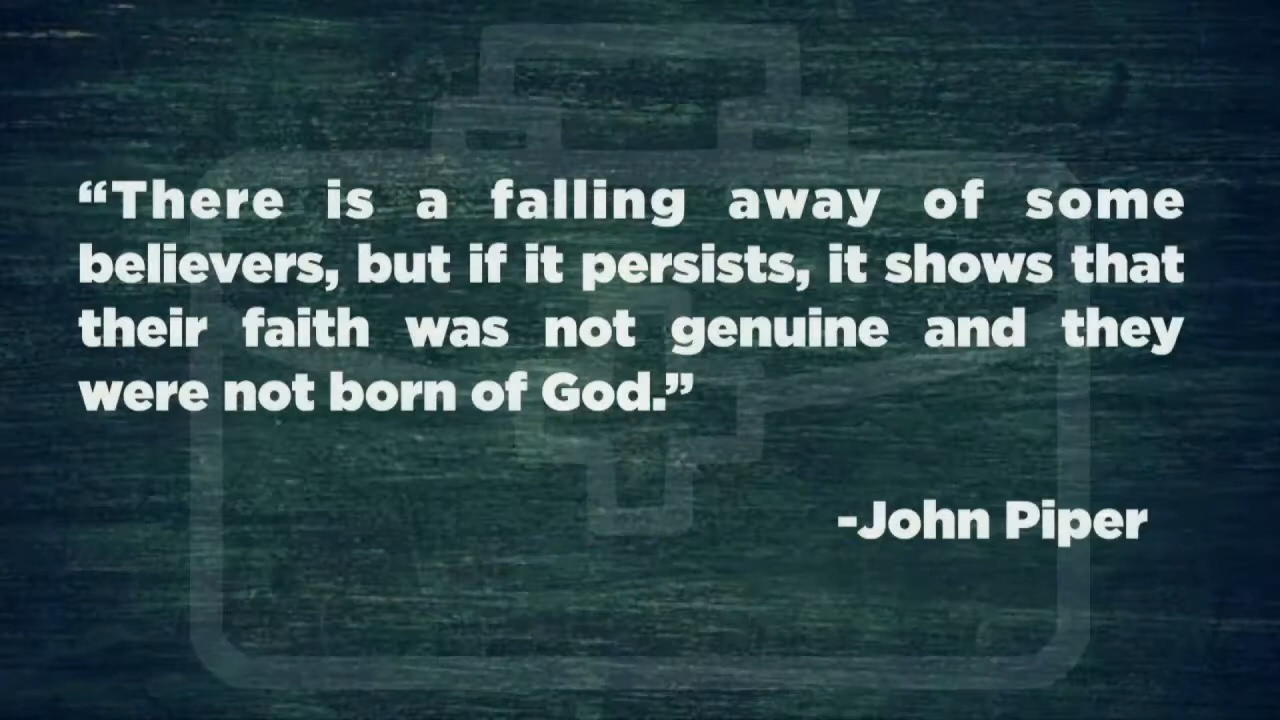 “There is a falling away of some
believers, but if it persists, it shows that
their faith was not genuine and they
were not born of God.”
-John Piper